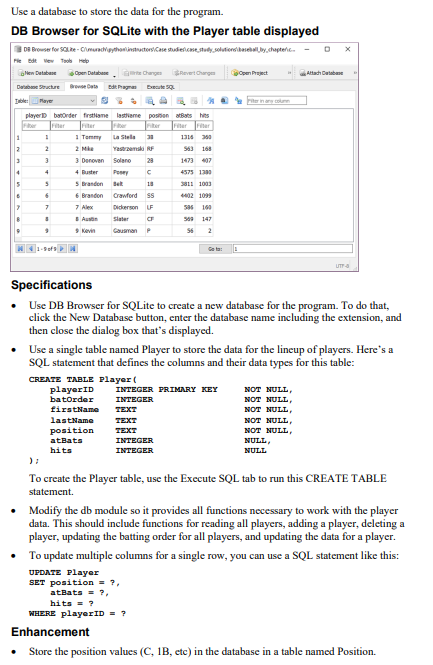 Use a database to store the data for the program.
DB Browser for SQLite with the Player table displayed
DB Browser for SQLite - C:\murach\python\instructors\Case studies\case_study_solutions\baseball_by_chapter\c...
File Edit View Tools Help
New Database Open Database Write Changes Revert Changes Open Project Attach Database
Database Structure Browse Data Edit Pragmas Execute SQL
Table: Player Filter in any column
playerID batOrder firstName lastName position atBats hits
Filter Filter Filter Filter Filter Filter Filter
1 1 1 Tommy La Stella 3B 1316 360
2 2 2 Mike Yastrzemski RF 563 168
3 3 3 Donovan Solano 2B 1473 407
4 4 4 Buster Posey C 4575 1380
5 5 5 Brandon Belt 1B 3811 1003
6 6 6 Brandon Crawford SS 4402 1099
7 7 7 Alex Dickerson LF 586 160
8 8 8 Austin Slater CF 569 147
9 9 9 Kevin Gausman P 56 2
1 - 9 of 9 Go to: 1
UTF-8
Specifications
• Use DB Browser for SQLite to create a new database for the program. To do that,
click the New Database button, enter the database name including the extension, and
then close the dialog box that's displayed.
• Use a single table named Player to store the data for the lineup of players. Here's a
SQL statement that defines the columns and their data types for this table:
CREATE TABLE Player(
playerID INTEGER PRIMARY KEY NOT NULL,
batOrder INTEGER NOT NULL,
firstName TEXT NOT NULL,
lastName TEXT NOT NULL,
position TEXT NOT NULL,
atBats INTEGER NULL,
hits INTEGER NULL
);
To create the Player table, use the Execute SQL tab to run this CREATE TABLE
statement.
• Modify the db module so it provides all functions necessary to work with the player
data. This should include functions for reading all players, adding a player, deleting a
player, updating the batting order for all players, and updating the data for a player.
• To update multiple columns for a single row, you can use a SQL statement like this:
UPDATE Player
SET position = ?,
atBats = ?,
hits = ?
WHERE playerID = ?
Enhancement
• Store the position values (C, 1B, etc) in the database in a table named Position.